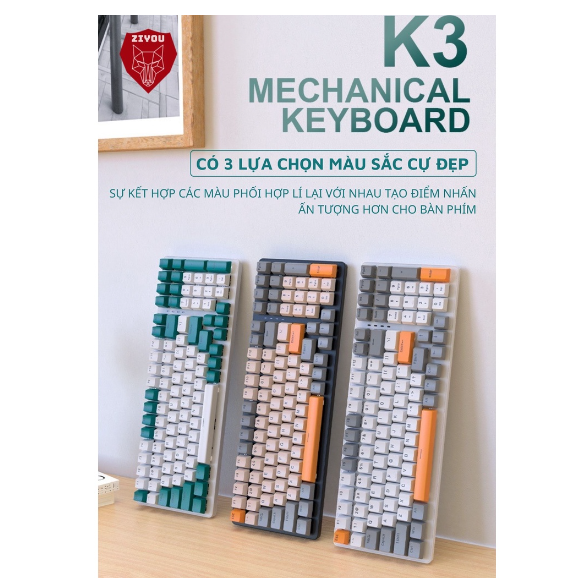 ZIYOU
K3
MECHANICAL
KEYBOARD
CÓ 3 LỰA CHỌN MÀU SẮC CỰ ĐẸP
SỰ KẾT HỢP CÁC MÀU PHỐI HỢP LÍ LẠI VỚI NHAU TẠO ĐIỂM NHẤN
ẤN TƯỢNG HƠN CHO BÀN PHÍM